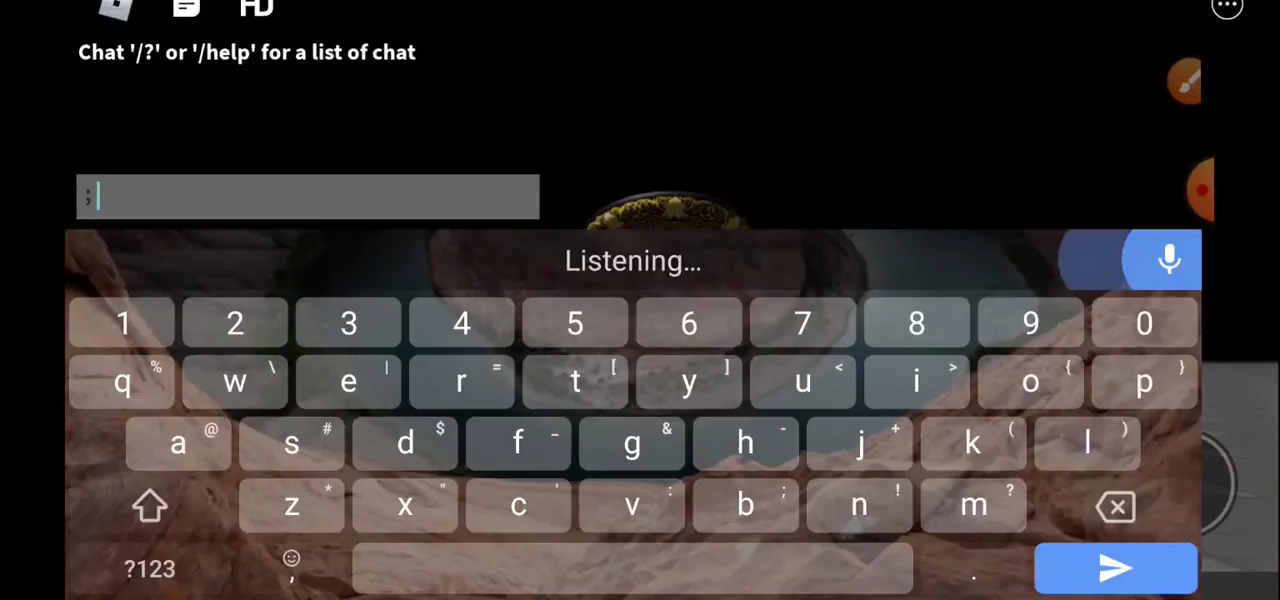 HD
Chat '/?' or '/help' for a list of chat
;
Listening...
1 2 3 4 5 6 7 8 9 0
q % w \ e | r = t [ y ] u < i > o { p }
a @ s # d $ f _ g & h - j + k ( l )
z * x " c ' v : b ; n ! m ?
?123 , .